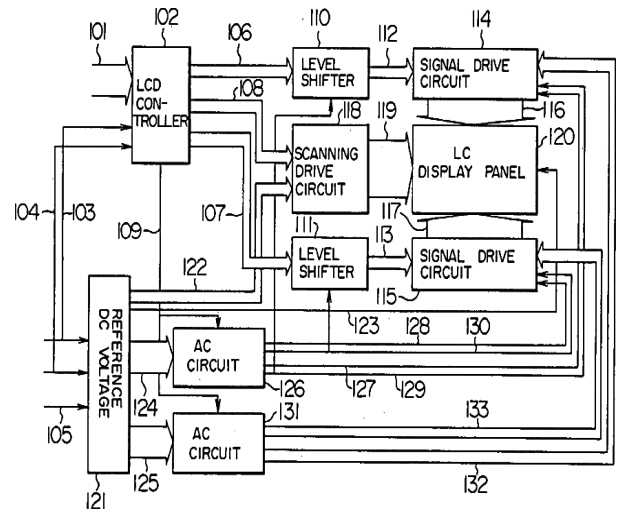 101
102
106
110
112
114
LCD
CON-
TROLLER
108
LEVEL
SHIFTER
118
119
SIGNAL DRIVE
CIRCUIT
116
120
SCANNING
DRIVE
CIRCUIT
LC
DISPLAY PANEL
104
103
109
107
111
113
117
LEVEL
SHIFTER
SIGNAL DRIVE
CIRCUIT
115
122
123
128
130
REFERENCE
DC VOLTAGE
124
AC
CIRCUIT
126
127
129
105
131
133
AC
CIRCUIT
121
125
132